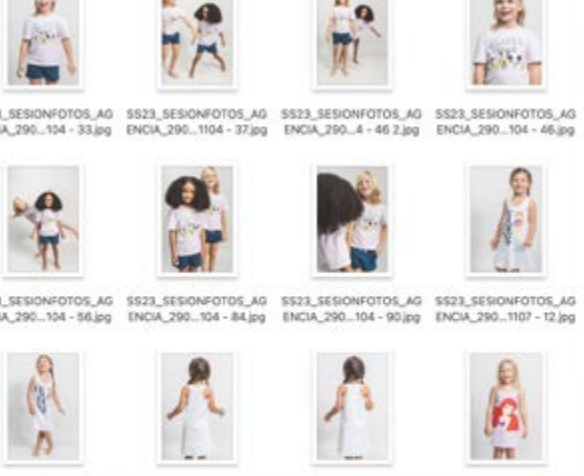 _SESIONFOTOS_AG
IA_290...104 - 33.jpg
SS23_SESIONFOTOS_AG
ENCIA_290...1104 - 37.jpg
SS23_SESIONFOTOS_AG
ENCIA_290...4 - 46 2.jpg
SS23_SESIONFOTOS_AG
ENCIA_290...104 - 46.jpg
_SESIONFOTOS_AG
IA_290...104 - 56.jpg
SS23_SESIONFOTOS_AG
ENCIA_290...104 - 84.jpg
SS23_SESIONFOTOS_AG
ENCIA_290...104 - 90.jpg
SS23_SESIONFOTOS_AG
ENCIA_290...1107 - 12.jpg